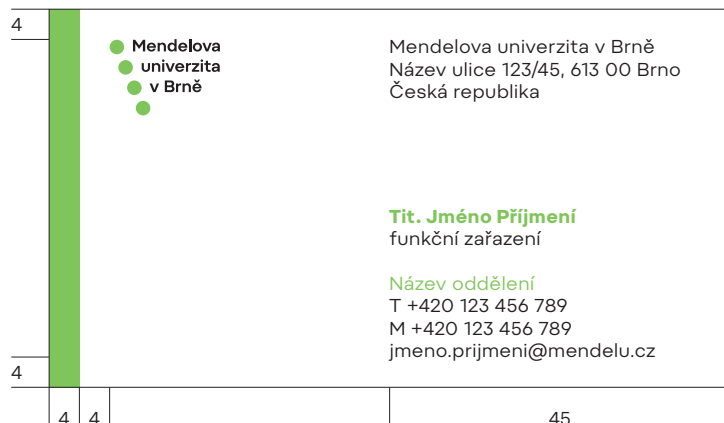 4
Mendelova
univerzita
v Brně
Mendelova univerzita v Brně
Název ulice 123/45, 613 00 Brno
Česká republika
Tit. Jméno Příjmení
funkční zařazení
Název oddělení
T +420 123 456 789
M +420 123 456 789
jmeno.prijmeni@mendelu.cz
4
4 4 45